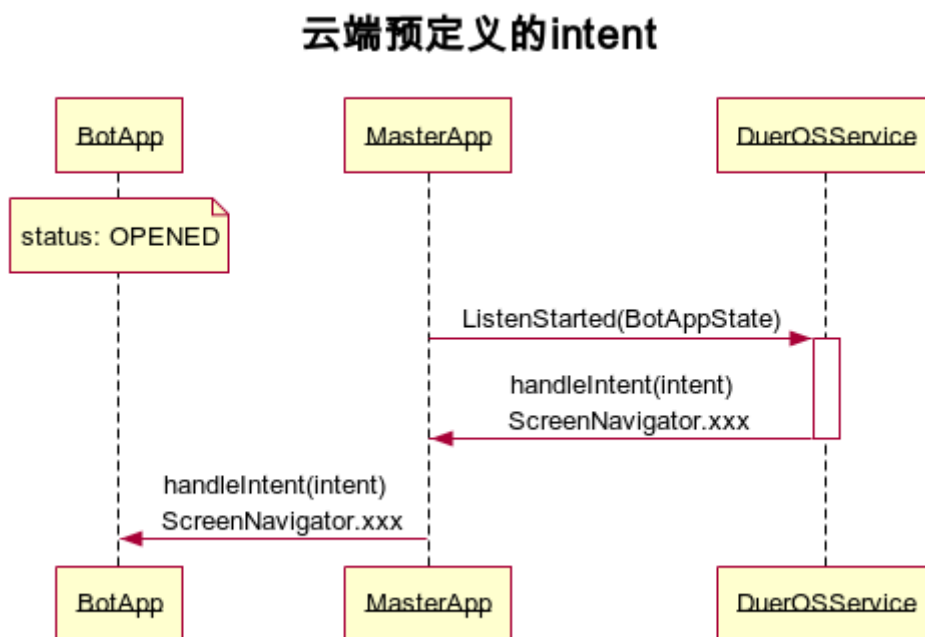 云端预定义的intent
BotApp
MasterApp
DuerOSService
status: OPENED
ListenStarted(BotAppState)
handleIntent(intent)
ScreenNavigator.xxx
handleIntent(intent)
ScreenNavigator.xxx
BotApp
MasterApp
DuerOSService